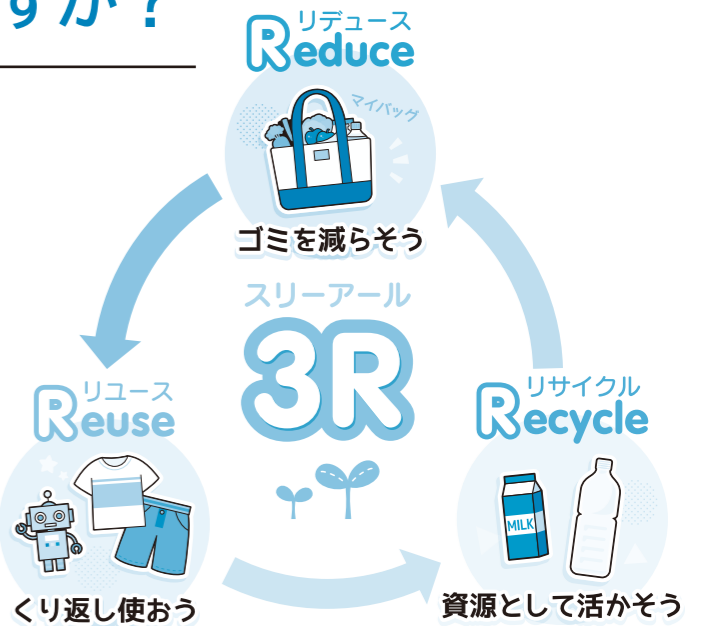 すか？
リデュース
Reduce
マイバッグ
ゴミを減らそう
スリーアール
3R
リユース
Reuse
くり返し使おう
リサイクル
Recycle
MILK
資源として活かそう